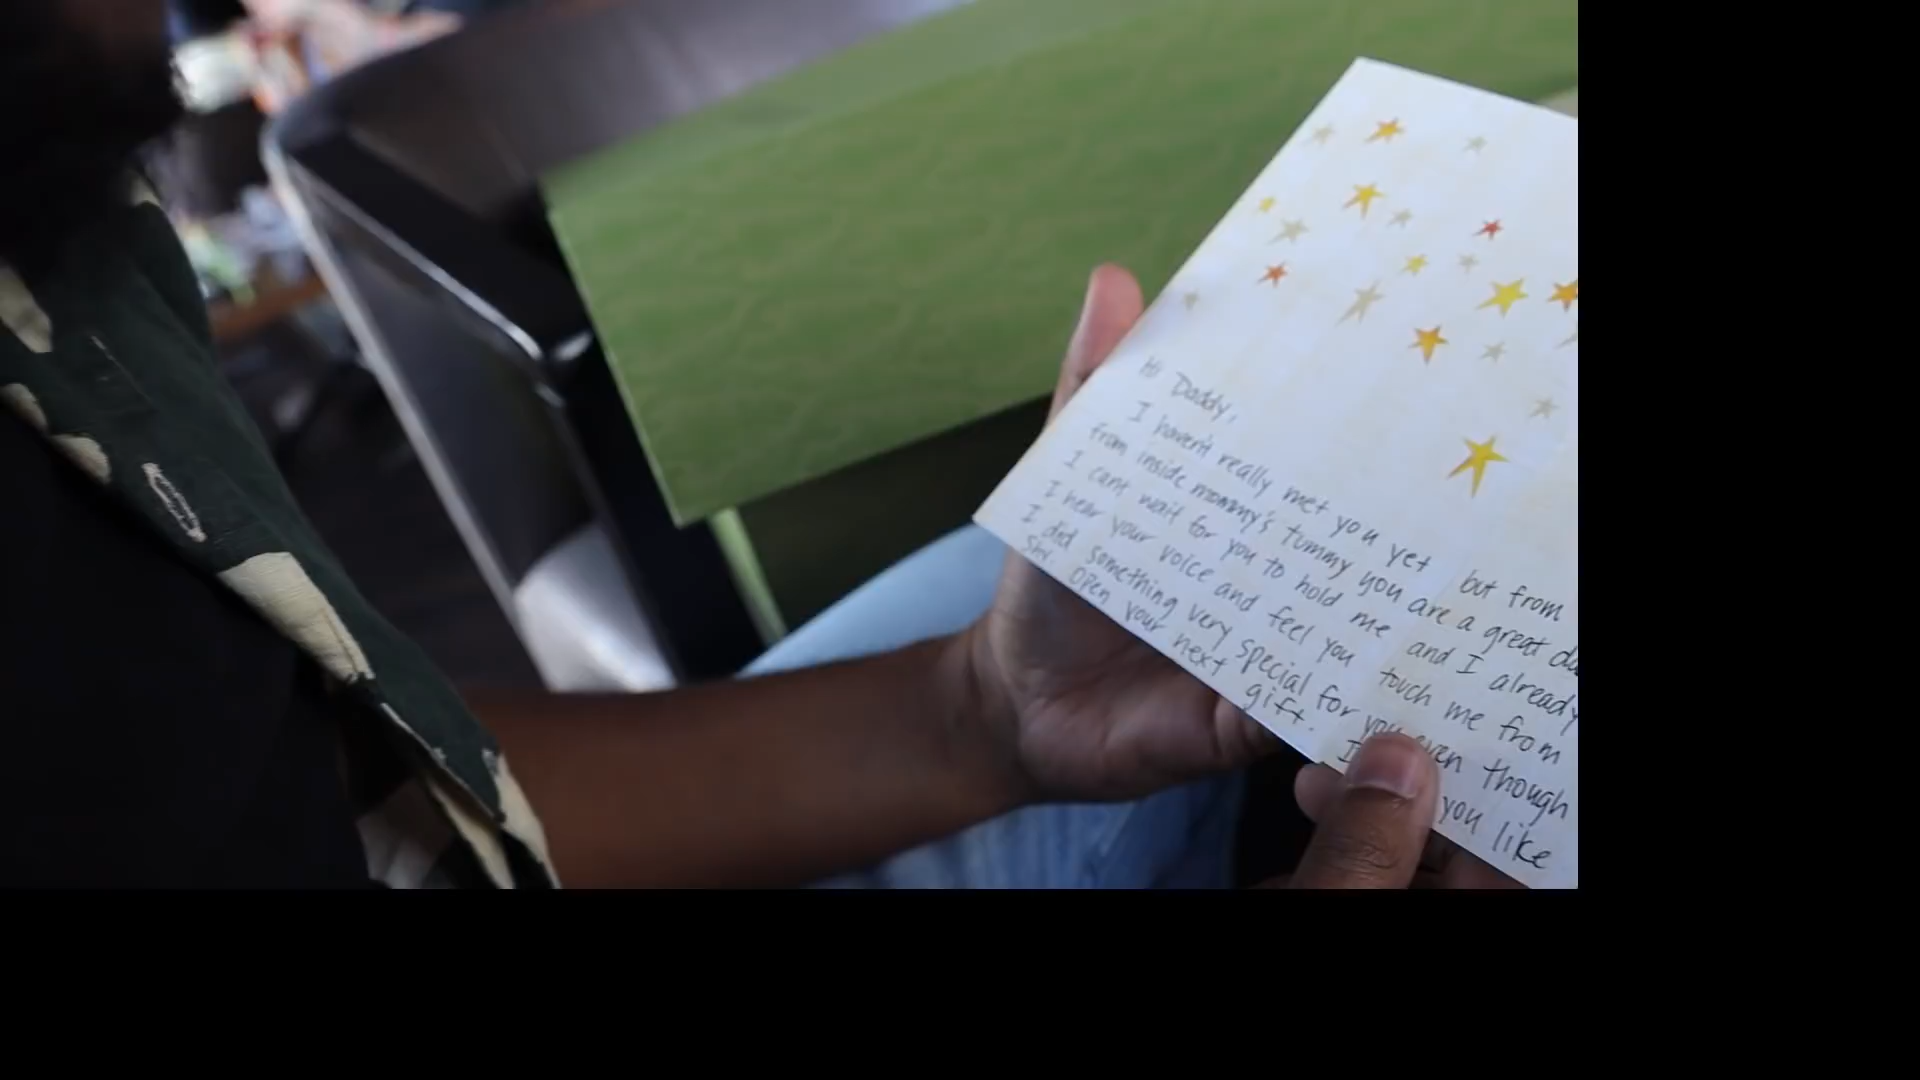 Hi Daddy,
I haven't really met you yet but from
from inside mommy's tummy you are a great
I cant wait for you to hold me and I already
I hear your voice and feel you touch me from
I did something very special for you even though
Open your next gift. I you like